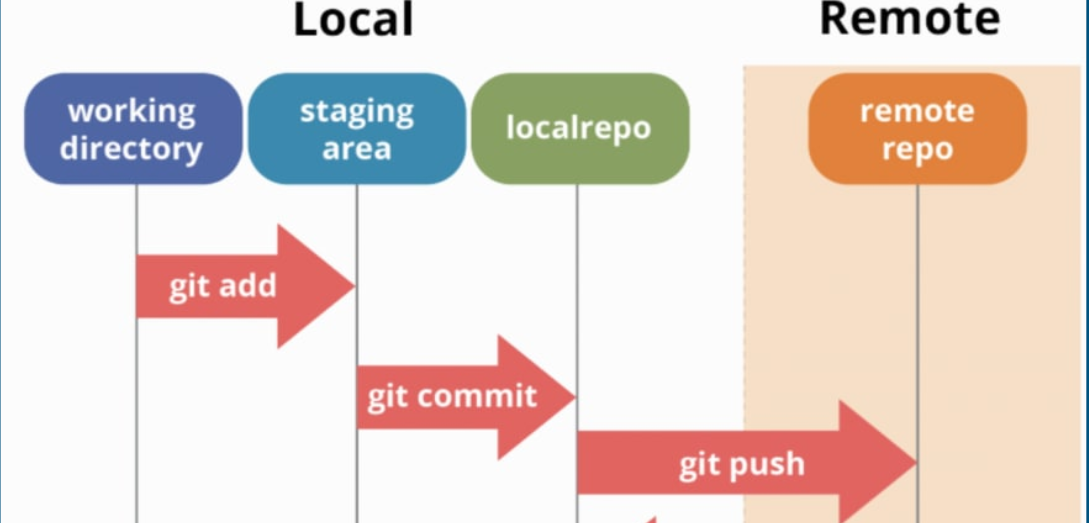 Local
Remote
working
directory
staging
area
localrepo
remote
repo
git add
git commit
git push